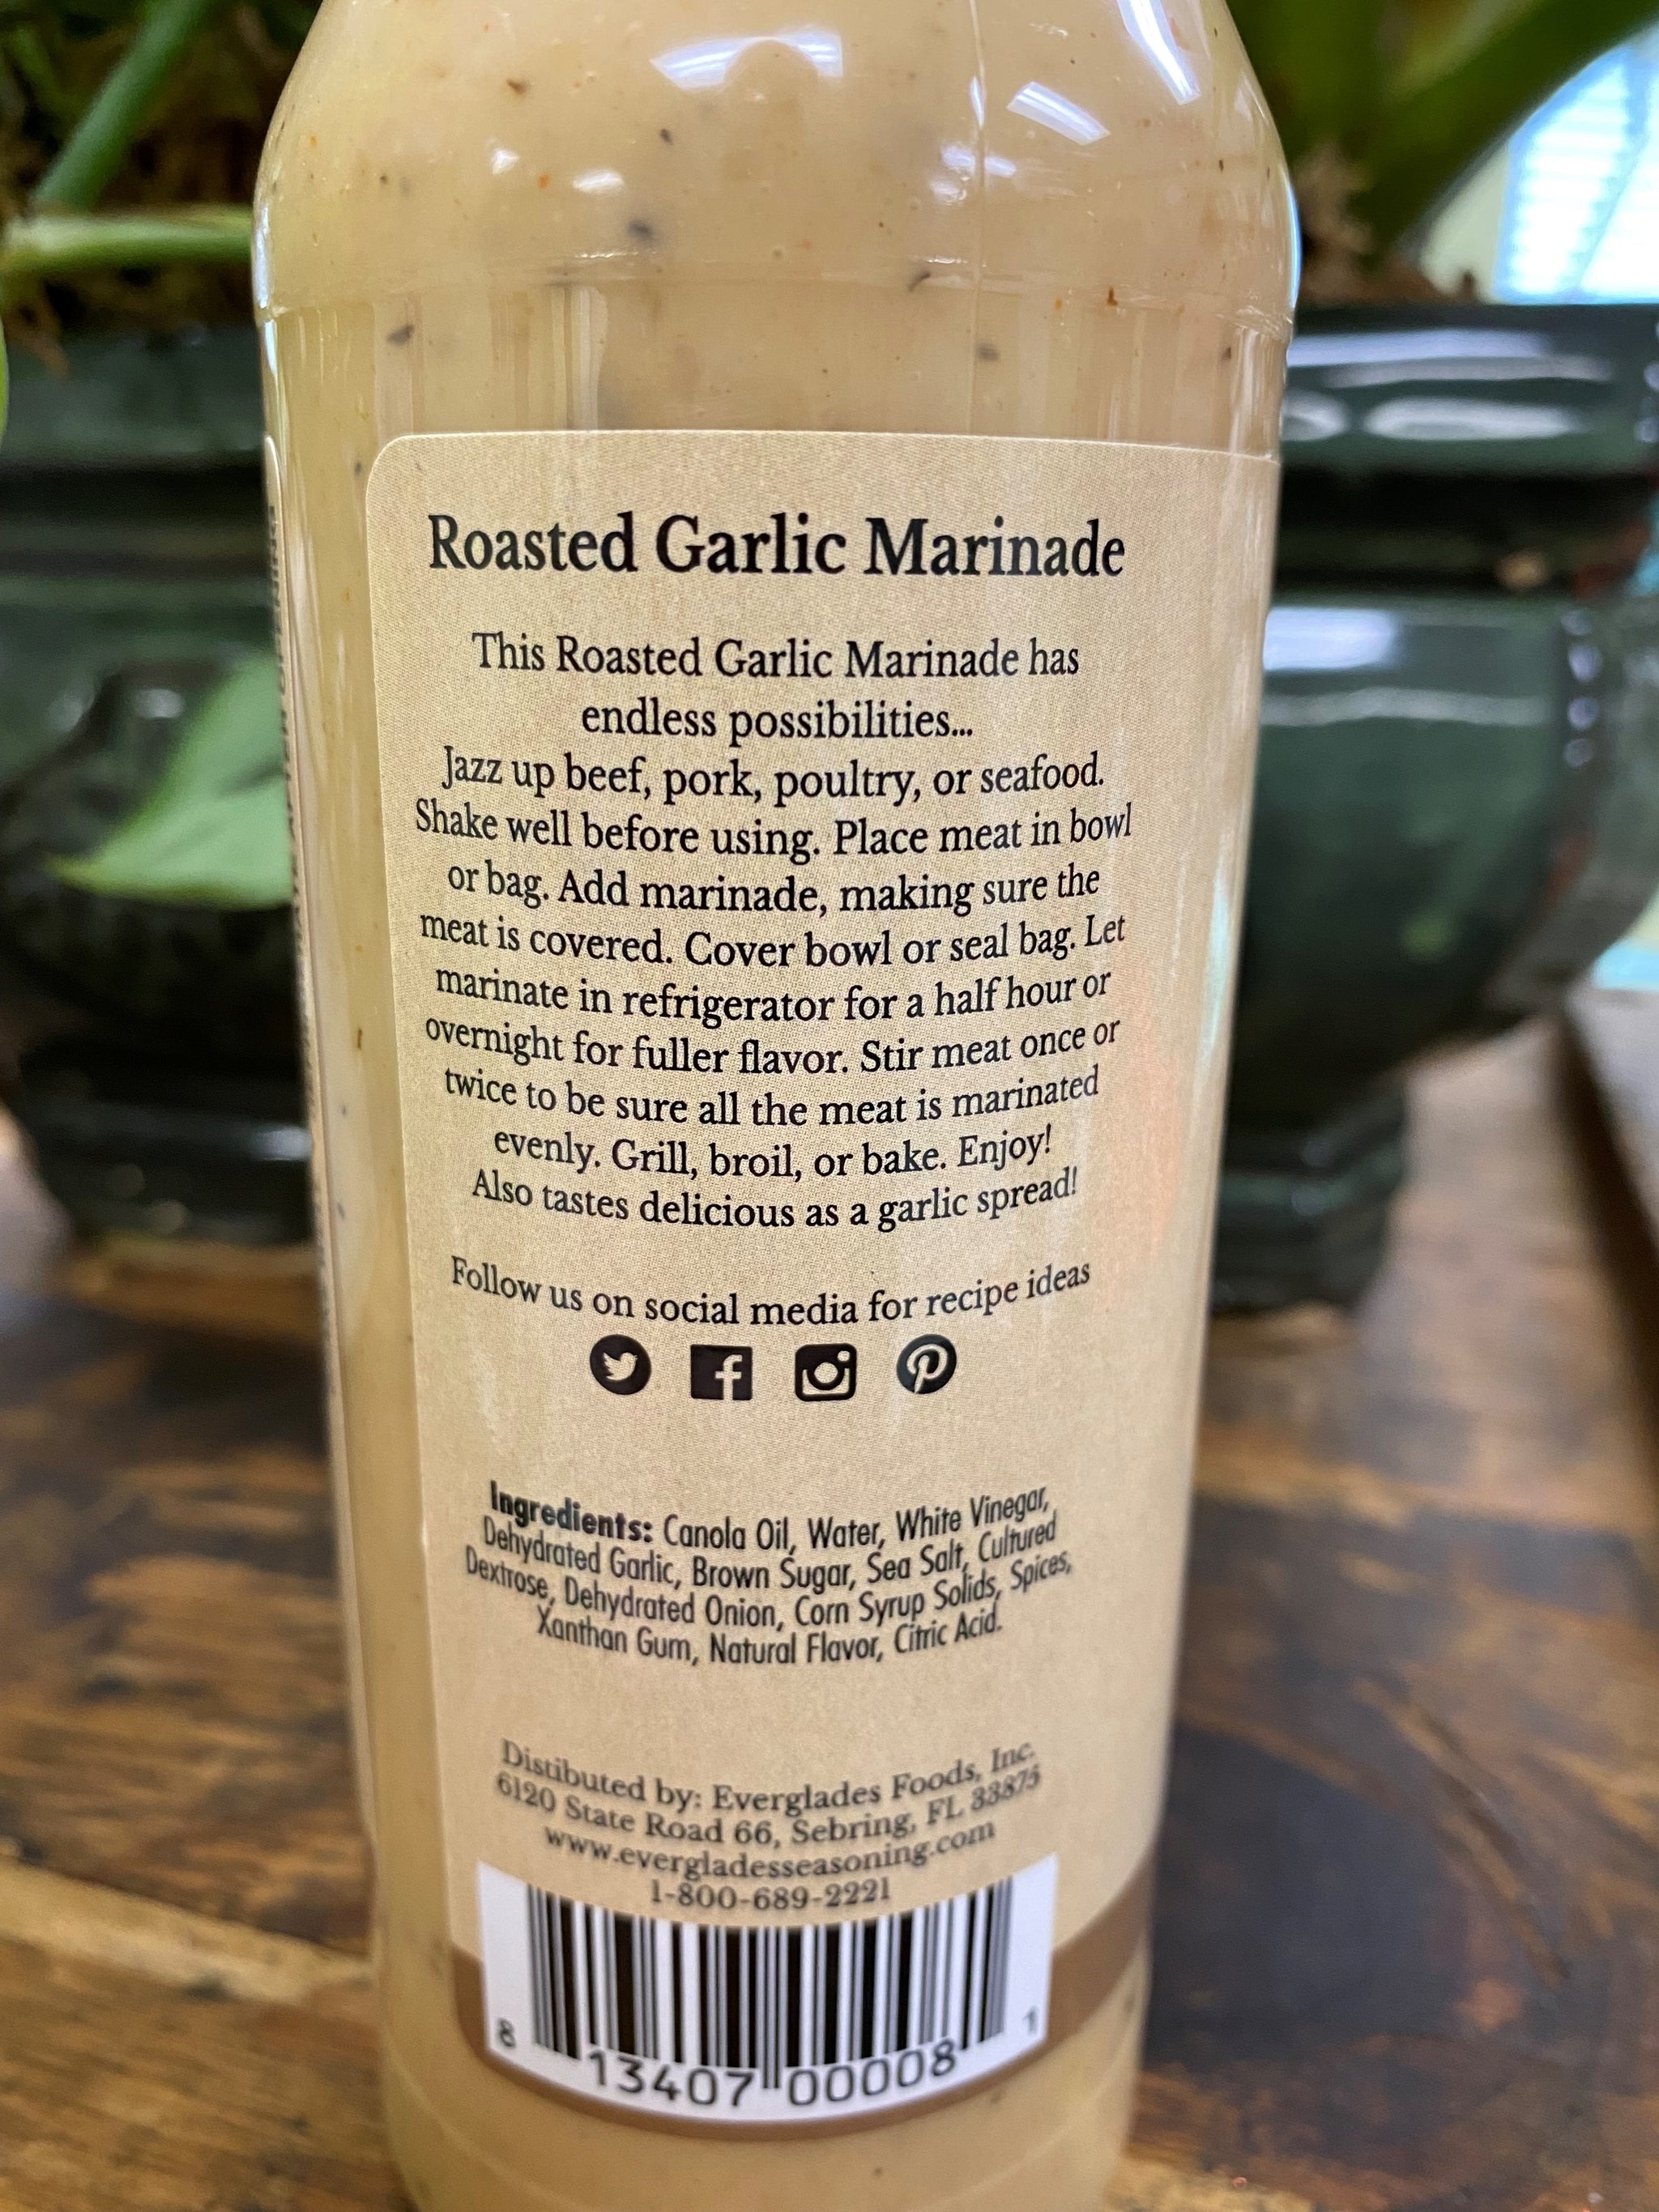 Roasted Garlic Marinade
This Roasted Garlic Marinade has
endless possibilities...
Jazz up beef, pork, poultry, or seafood.
Shake well before using. Place meat in bowl
or bag. Add marinade, making sure the
meat is covered. Cover bowl or seal bag. Let
marinate in refrigerator for a half hour or
overnight for fuller flavor. Stir meat once or
twice to be sure all the meat is marinated
evenly. Grill, broil, or bake. Enjoy!
Also tastes delicious as a garlic spread!
Follow us on social media for recipe ideas
Ingredients: Canola Oil, Water, White Vinegar,
Dehydrated Garlic, Brown Sugar, Sea Salt, Cultured
Dextrose, Dehydrated Onion, Corn Syrup Solids, Spices,
Xanthan Gum, Natural Flavor, Citric Acid.
Distibuted by: Everglades Foods, Inc.
6120 State Road 66, Sebring, FL 33875
www.evergladesseasoning.com
1-800-689-2221
8 13407 00008 1